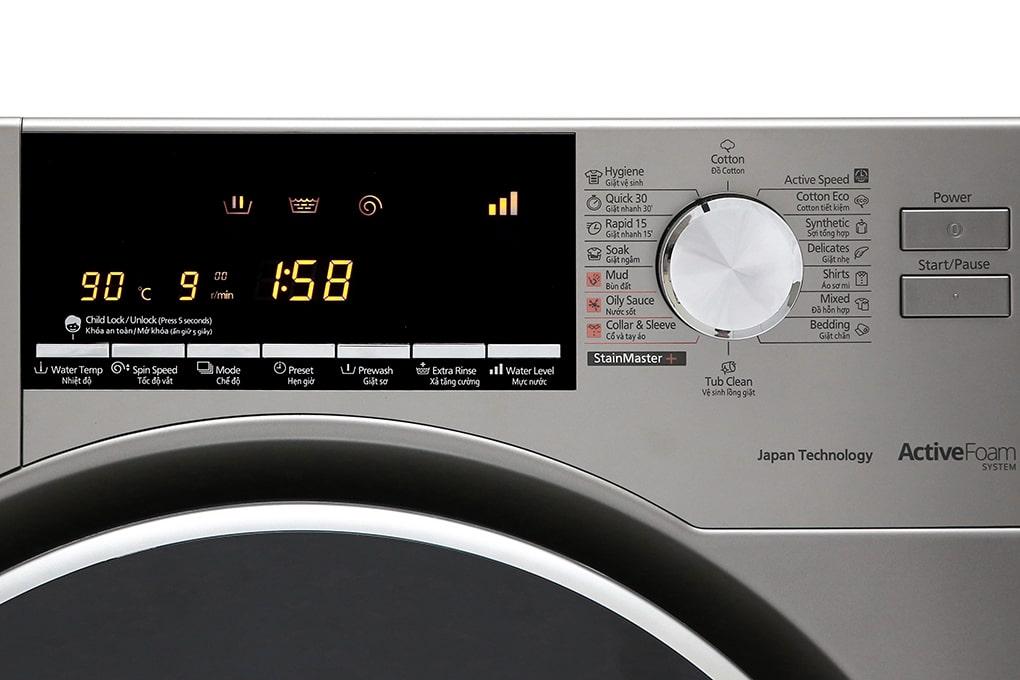 90 °C 9 00 r/min 1:58
Child Lock/Unlock (Press 5 seconds)
Khóa an toàn/Mở khóa (ấn giữ 5 giây)
Water Temp
Nhiệt độ
Spin Speed
Tốc độ vắt
Mode
Chế độ
Preset
Hẹn giờ
Prewash
Giặt sơ
Extra Rinse
Xả tăng cường
Water Level
Mực nước
Hygiene
Giặt vệ sinh
Quick 30
Giặt nhanh 30'
Rapid 15
Giặt nhanh 15'
Soak
Giặt ngâm
Mud
Bùn đất
Oily Sauce
Nước sốt
Collar & Sleeve
Cổ và tay áo
StainMaster+
Cotton
Đồ Cotton
Active Speed
Cotton Eco
Cotton tiết kiệm
ECO
Synthetic
Sợi tổng hợp
Delicates
Giặt nhẹ
Shirts
Áo sơ mi
Mixed
Đồ hỗn hợp
Bedding
Giặt chăn
Tub Clean
Vệ sinh lồng giặt
Power
Start/Pause
Japan Technology
ActiveFoam
SYSTEM